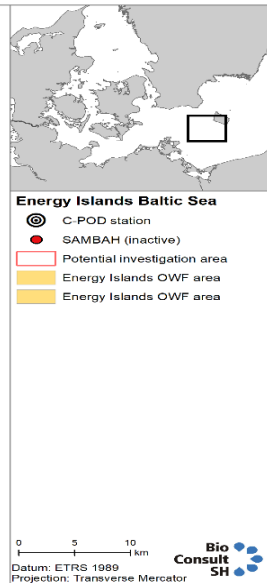 Energy Islands Baltic Sea
C-POD station
SAMBAH (inactive)
Potential investigation area
Energy Islands OWF area
Energy Islands OWF area
0 5 10
km
Bio
Consult
SH
Datum: ETRS 1989
Projection: Transverse Mercator